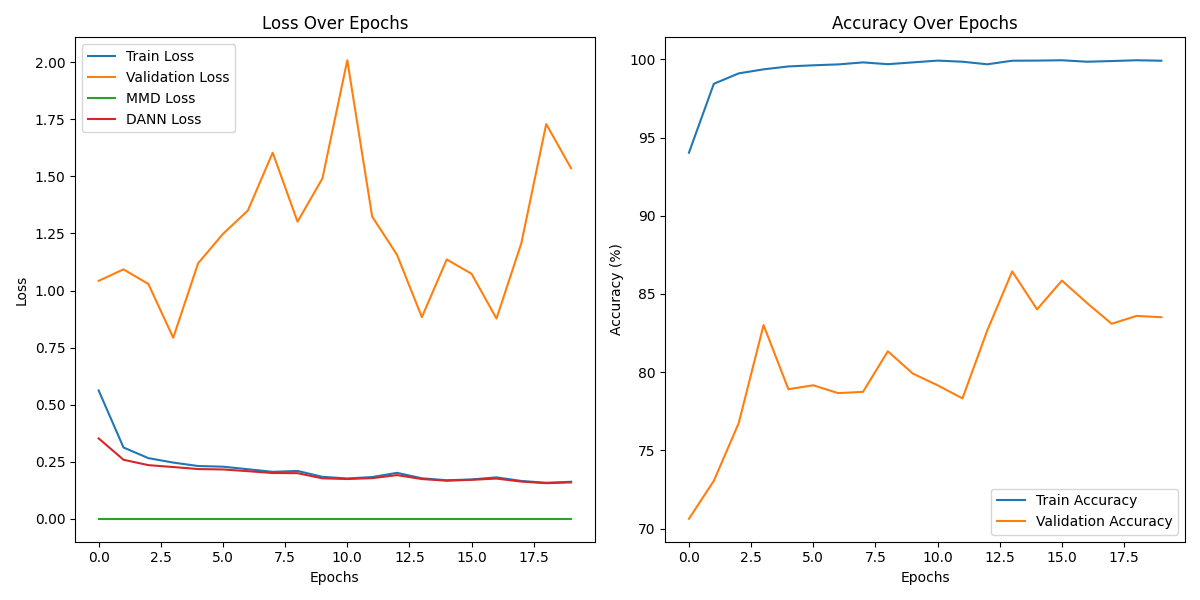 Loss Over Epochs
Train Loss
Validation Loss
MMD Loss
DANN Loss
2.00
1.75
1.50
1.25
1.00
0.75
0.50
0.25
0.00
Loss
0.0 2.5 5.0 7.5 10.0 12.5 15.0 17.5
Epochs
Accuracy Over Epochs
100
95
90
85
80
75
70
Accuracy (%)
Train Accuracy
Validation Accuracy
0.0 2.5 5.0 7.5 10.0 12.5 15.0 17.5
Epochs